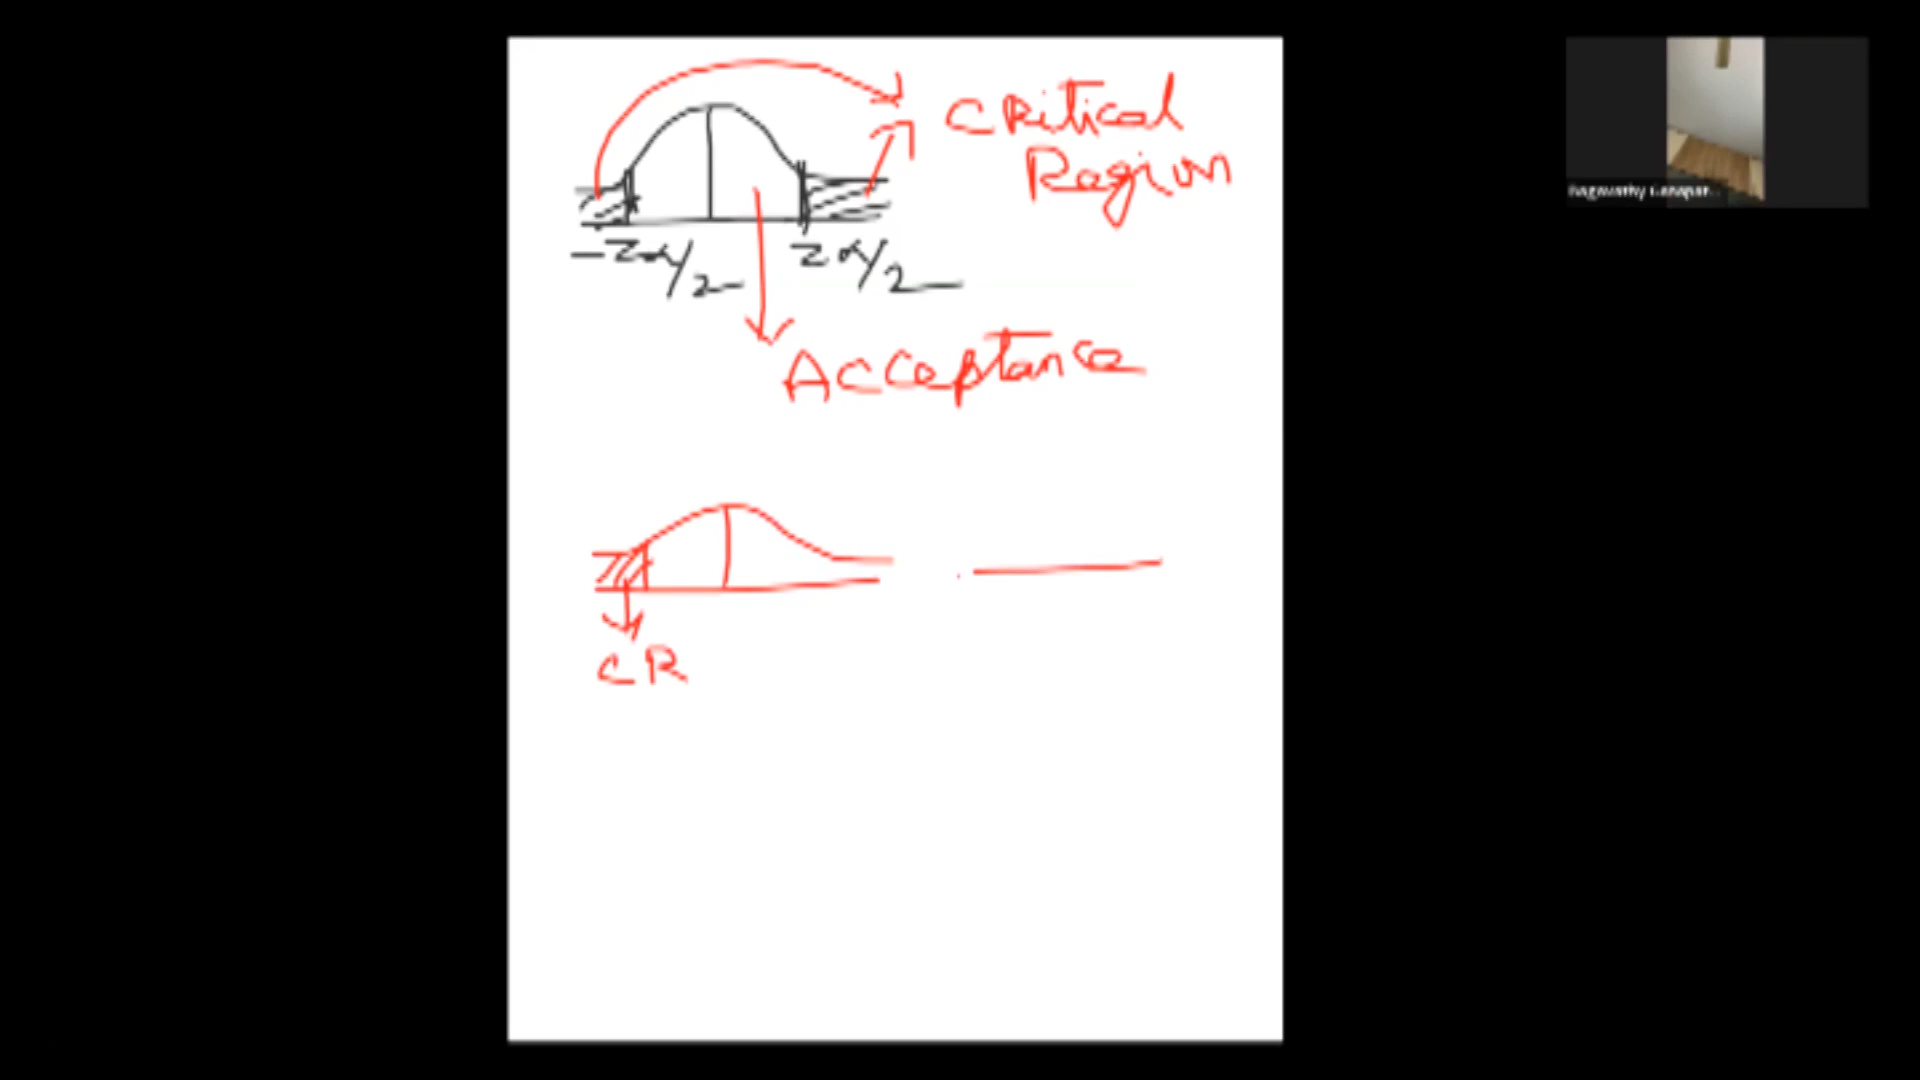 Critical
Region
-Zα/2
Zα/2
Acceptance
CR